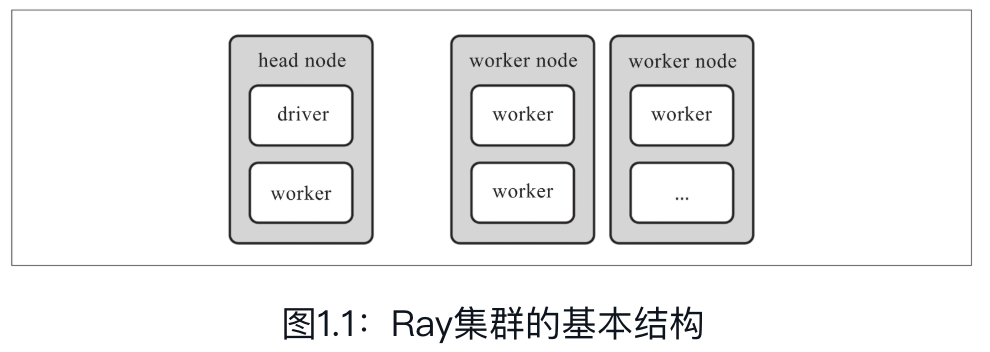 head node
driver
worker
worker node
worker
worker
worker node
worker
...
图1.1：Ray集群的基本结构